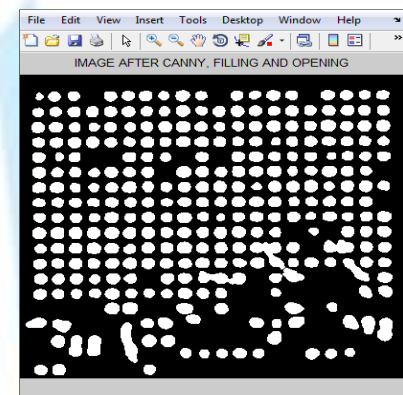 File Edit View Insert Tools Desktop Window Help
IMAGE AFTER CANNY, FILLING AND OPENING